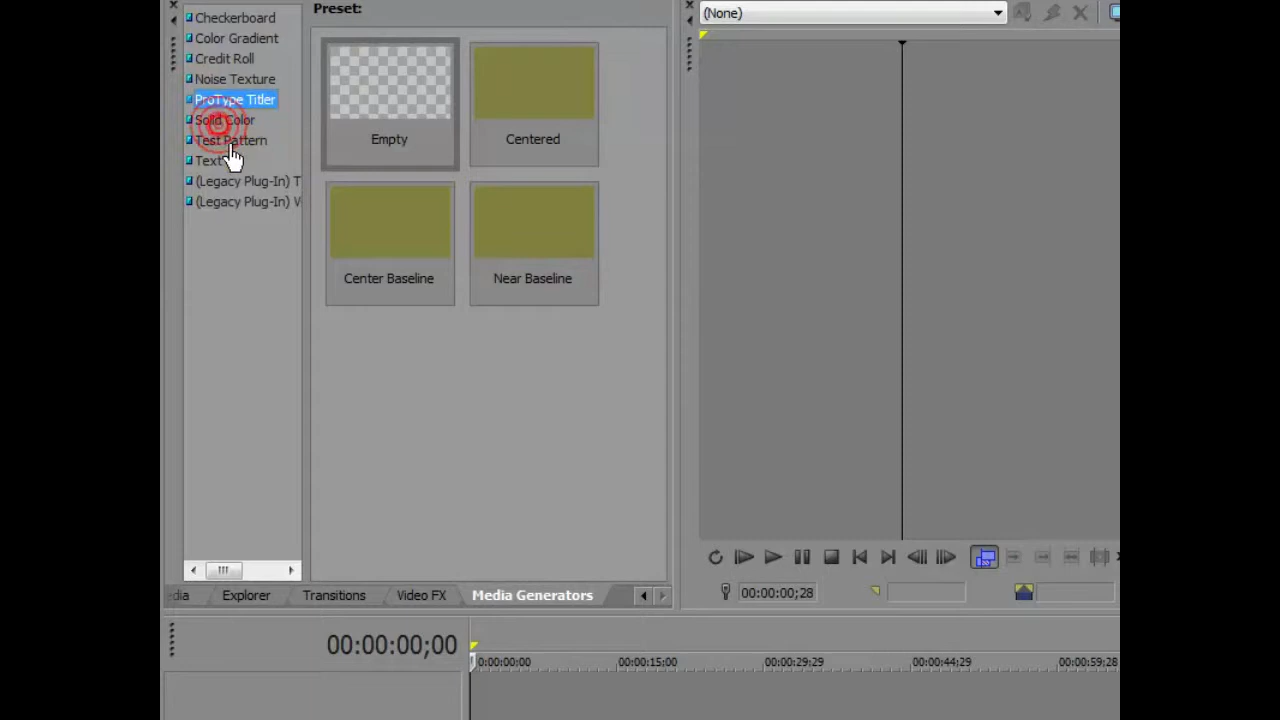 Checkerboard
Color Gradient
Credit Roll
Noise Texture
ProType Titler
Solid Color
Test Pattern
Text
(Legacy Plug-In) T
(Legacy Plug-In) V
Preset:
Empty
Centered
Center Baseline
Near Baseline
dia
Explorer
Transitions
Video FX
Media Generators
(None)
00:00:00;28
00:00:00;00
0:00:00:00
00:00:15:00
00:00:29:29
00:00:44:29
00:00:59:28